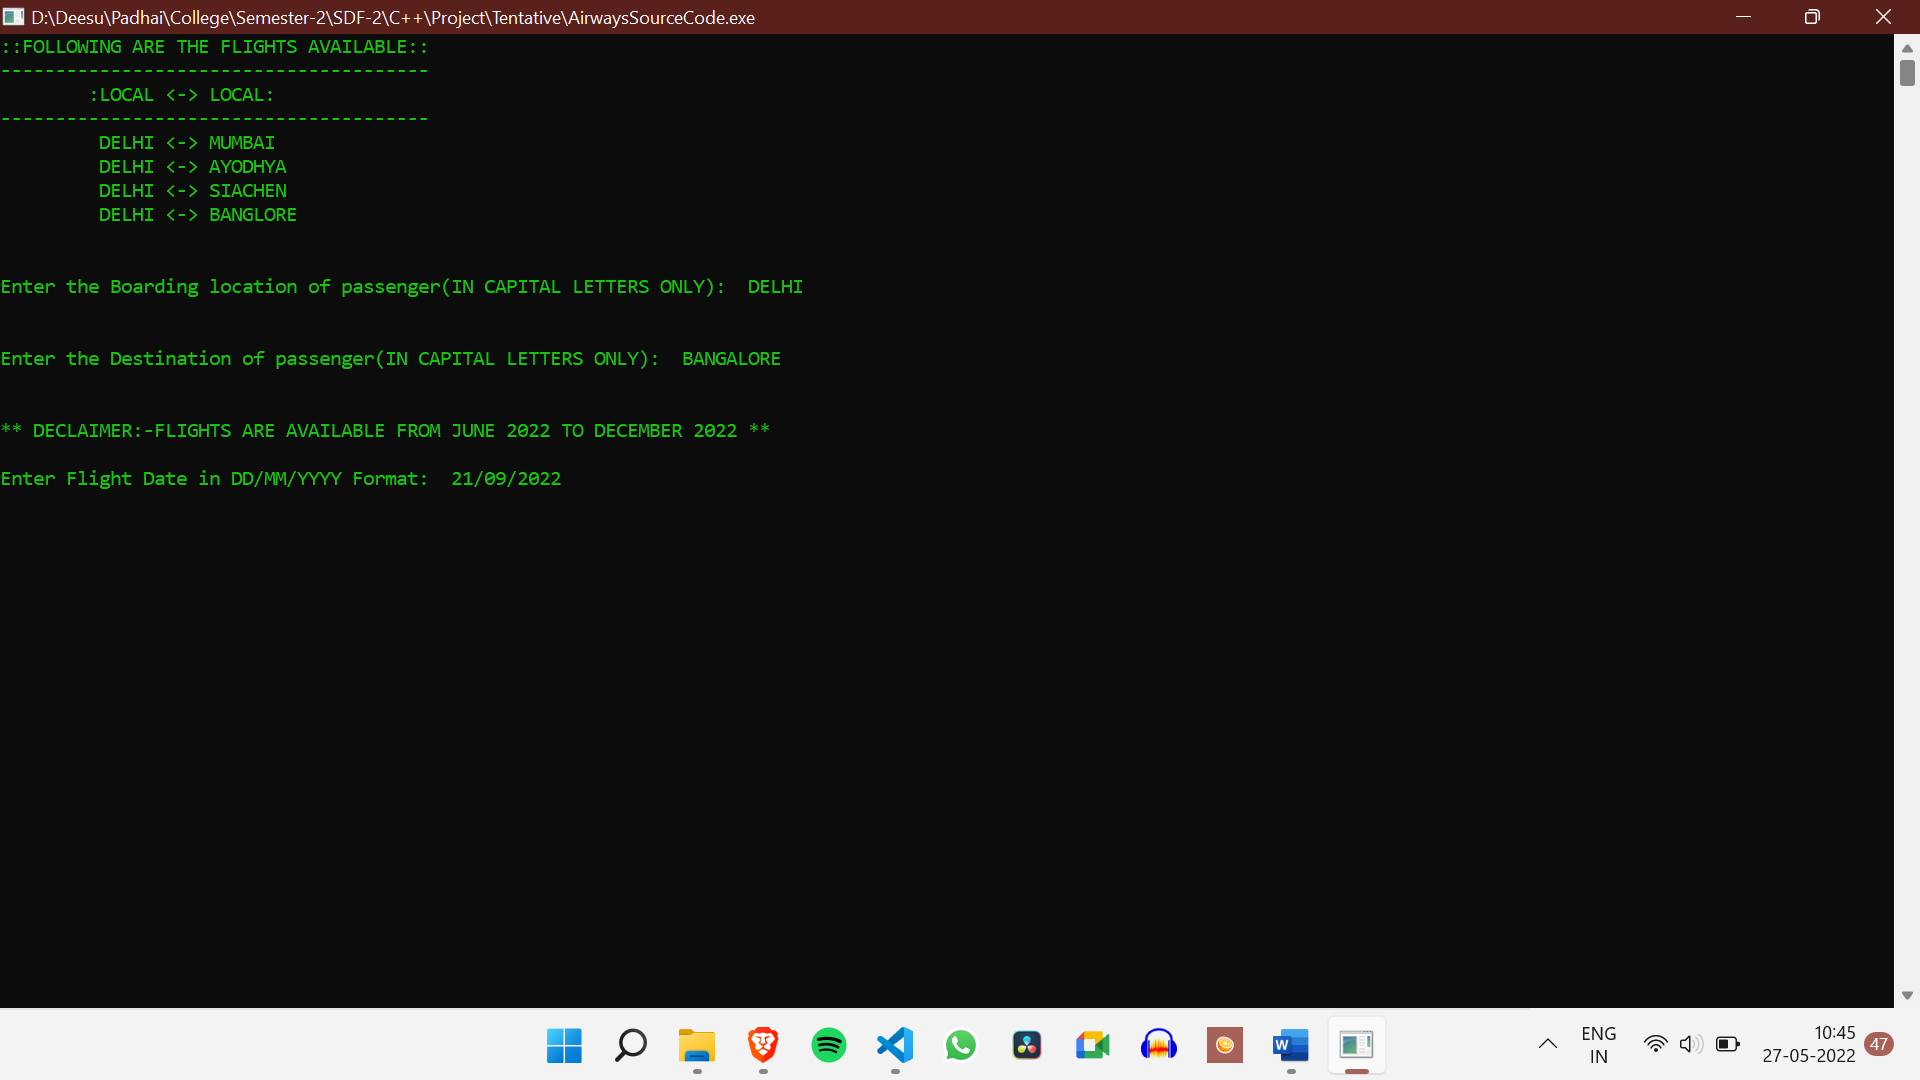 D:\Deesu\Padhai\College\Semester-2\SDF-2\C++\Project\Tentative\AirwaysSourceCode.exe
::FOLLOWING ARE THE FLIGHTS AVAILABLE::
---------------------------------------
:LOCAL <-> LOCAL:
---------------------------------------
DELHI <-> MUMBAI
DELHI <-> AYODHYA
DELHI <-> SIACHEN
DELHI <-> BANGLORE
Enter the Boarding location of passenger(IN CAPITAL LETTERS ONLY):  DELHI
Enter the Destination of passenger(IN CAPITAL LETTERS ONLY):  BANGALORE
** DECLAIMER:-FLIGHTS ARE AVAILABLE FROM JUNE 2022 TO DECEMBER 2022 **
Enter Flight Date in DD/MM/YYYY Format:  21/09/2022
W
ENG
IN
10:45
27-05-2022
47